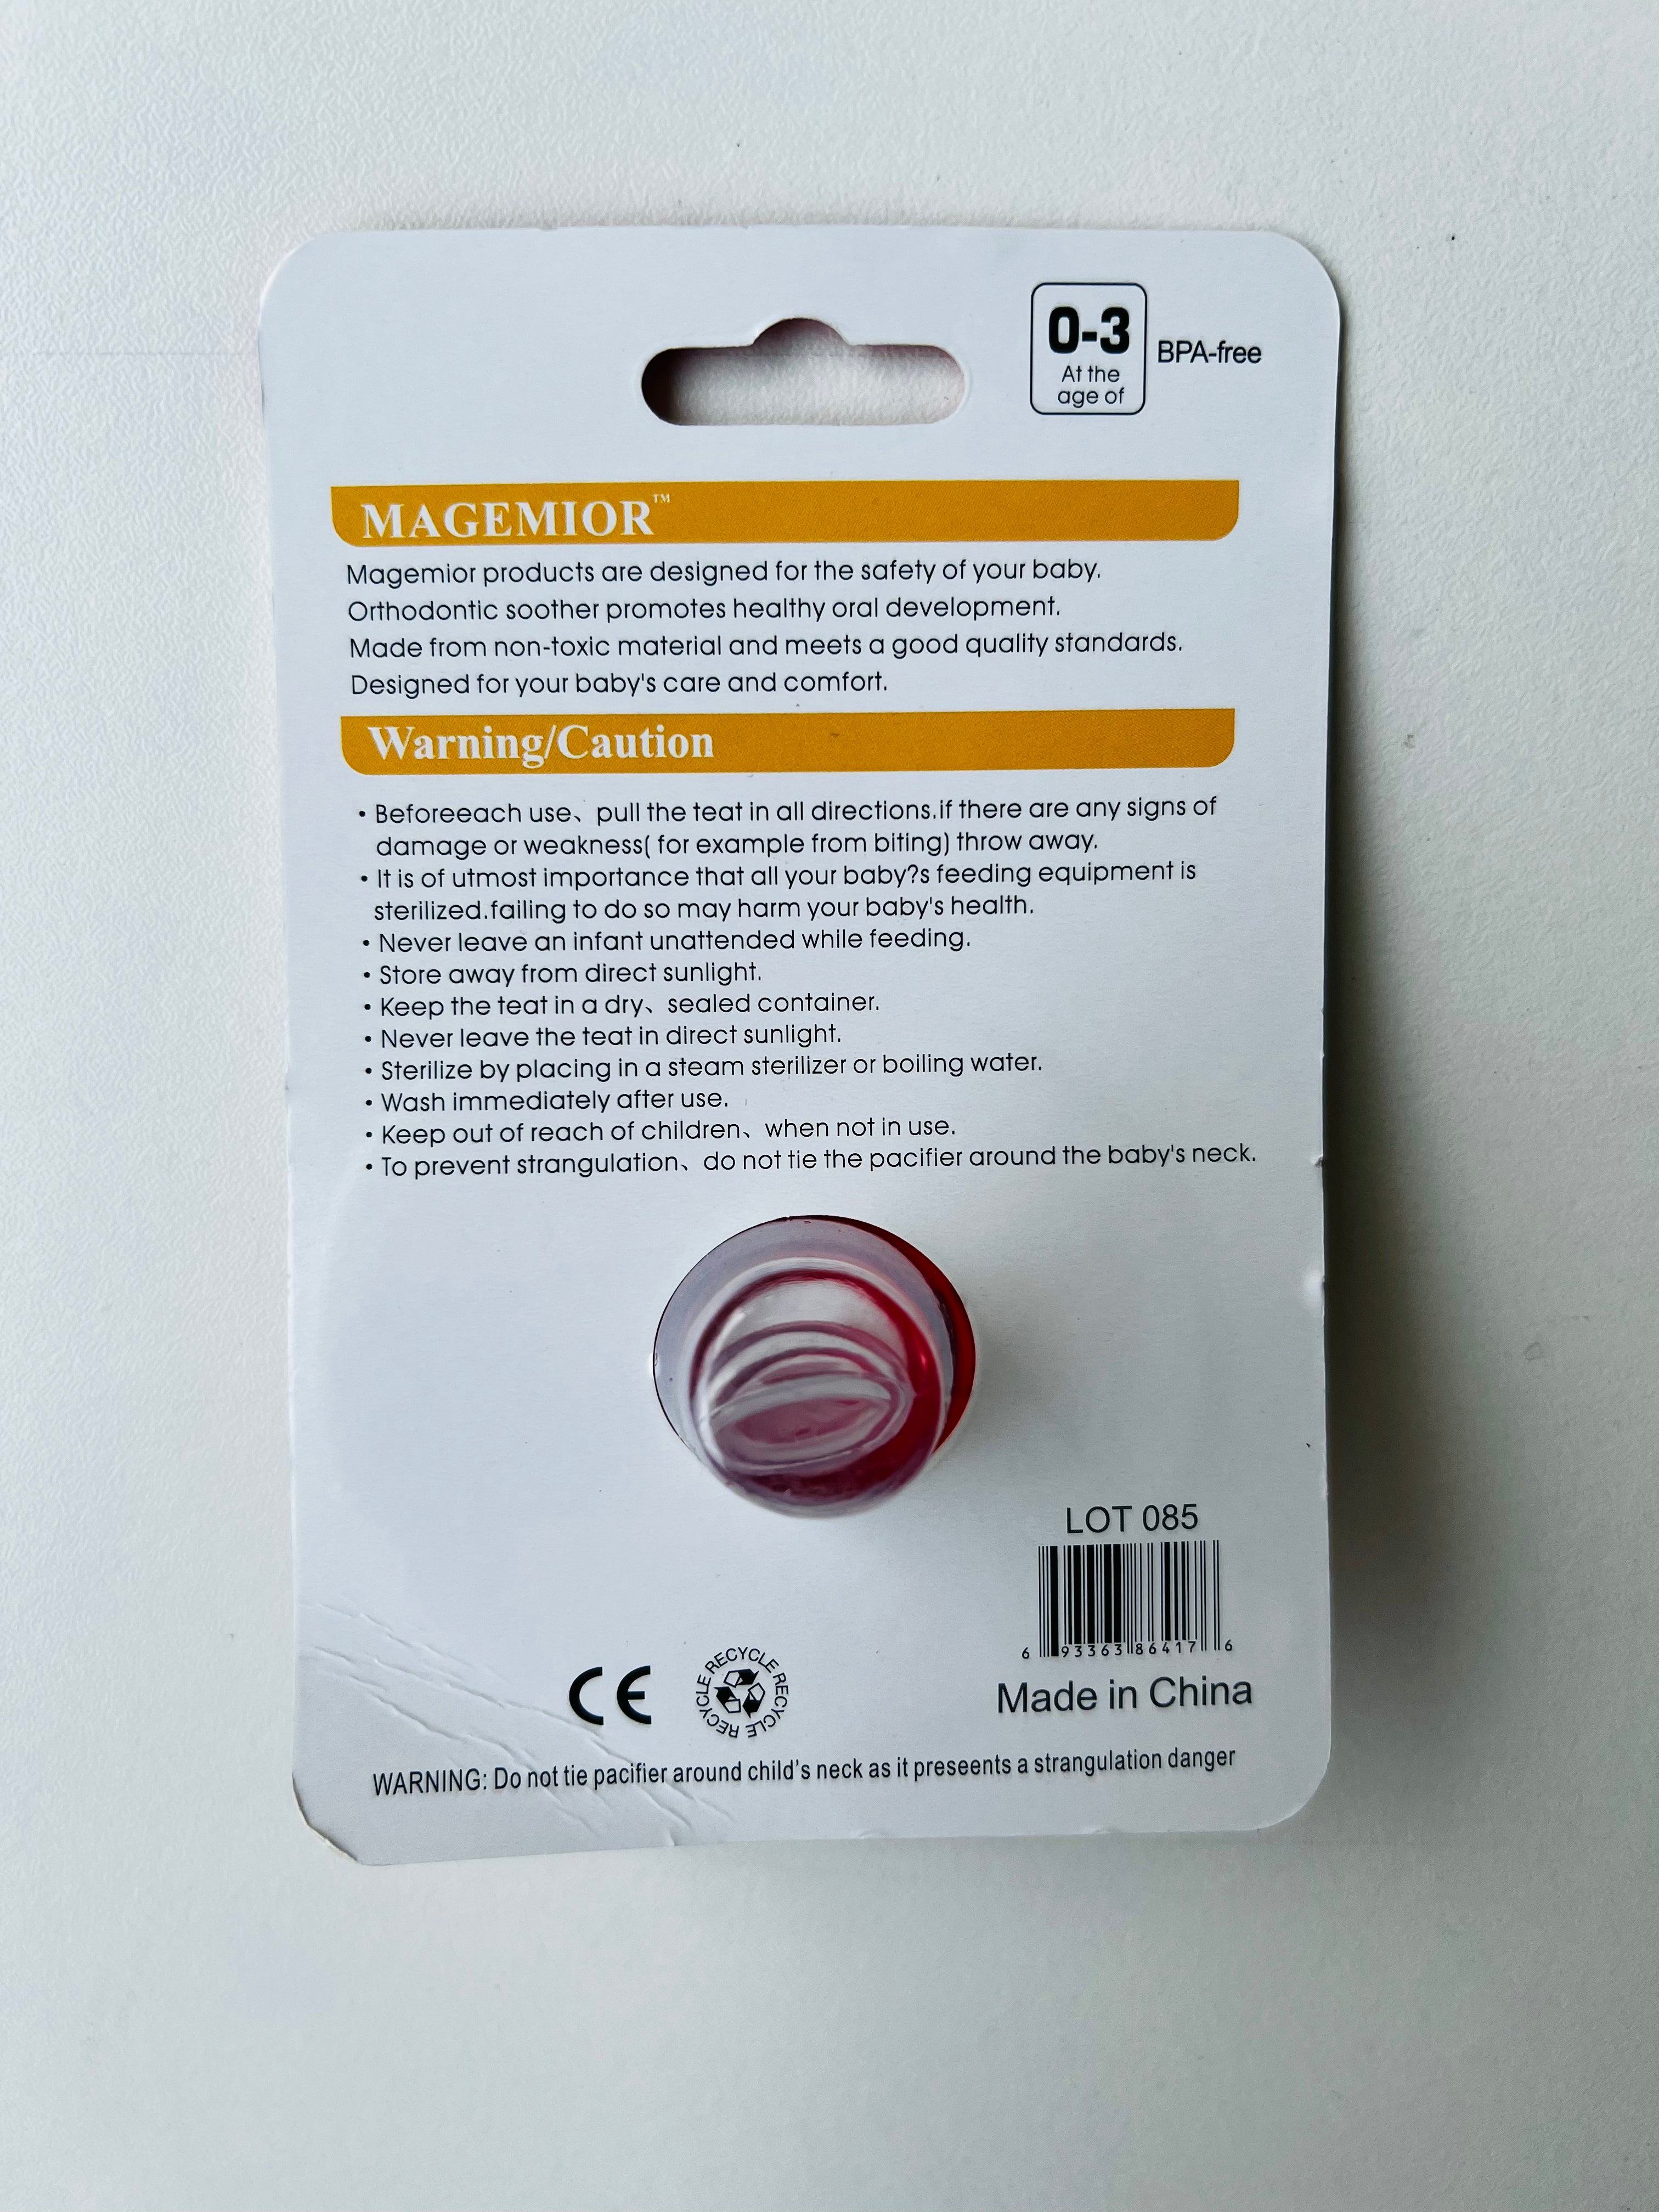 0-3
At the
age of
BPA-free
MAGEMIOR™
Magemior products are designed for the safety of your baby.
Orthodontic soother promotes healthy oral development.
Made from non-toxic material and meets a good quality standards.
Designed for your baby's care and comfort.
Warning/Caution
• Beforeeach use、pull the teat in all directions.if there are any signs of
damage or weakness( for example from biting) throw away.
• It is of utmost importance that all your baby?s feeding equipment is
sterilized.failing to do so may harm your baby's health.
• Never leave an infant unattended while feeding.
• Store away from direct sunlight.
• Keep the teat in a dry、sealed container.
• Never leave the teat in direct sunlight.
• Sterilize by placing in a steam sterilizer or boiling water.
• Wash immediately after use.
• Keep out of reach of children、when not in use.
• To prevent strangulation、do not tie the pacifier around the baby's neck.
LOT 085
6 933638 64176
CE
RECYCLE RECYCLE RECYCLE
Made in China
WARNING: Do not tie pacifier around child's neck as it preseents a strangulation danger